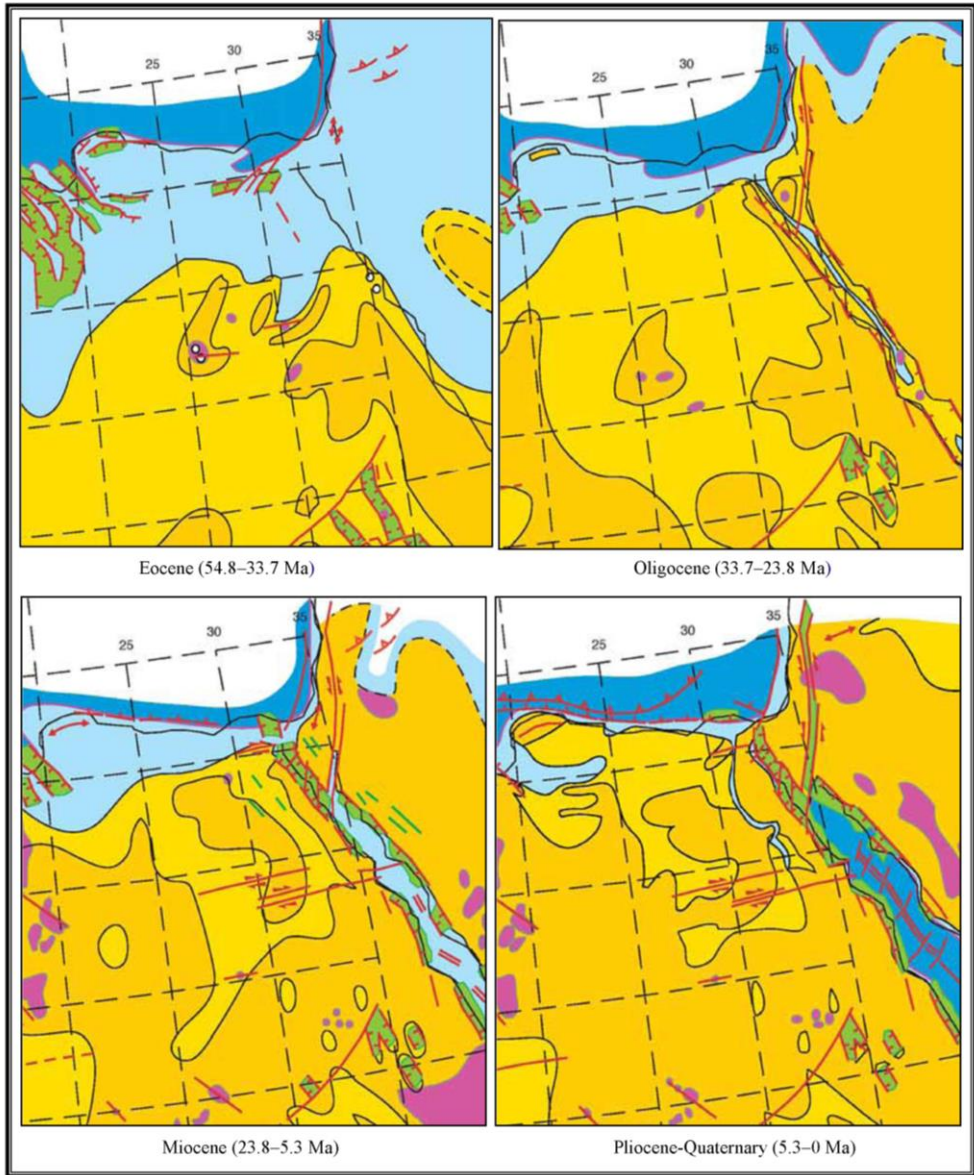 25 30 35
25 30 35
Eocene (54.8–33.7 Ma)
Oligocene (33.7–23.8 Ma)
25 30 35
25 30 35
Miocene (23.8–5.3 Ma)
Pliocene-Quaternary (5.3–0 Ma)